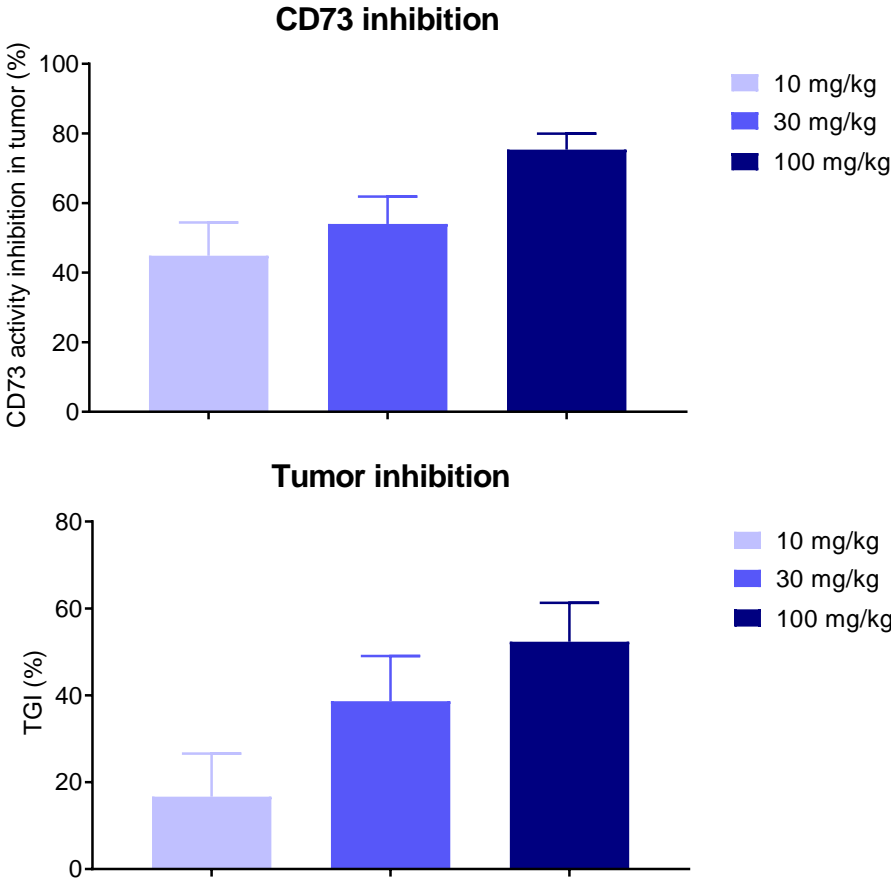 CD73 inhibition
CD73 activity inhibition in tumor (%)
100
80
60
40
20
0
10 mg/kg
30 mg/kg
100 mg/kg
Tumor inhibition
TGI (%)
80
60
40
20
0
10 mg/kg
30 mg/kg
100 mg/kg